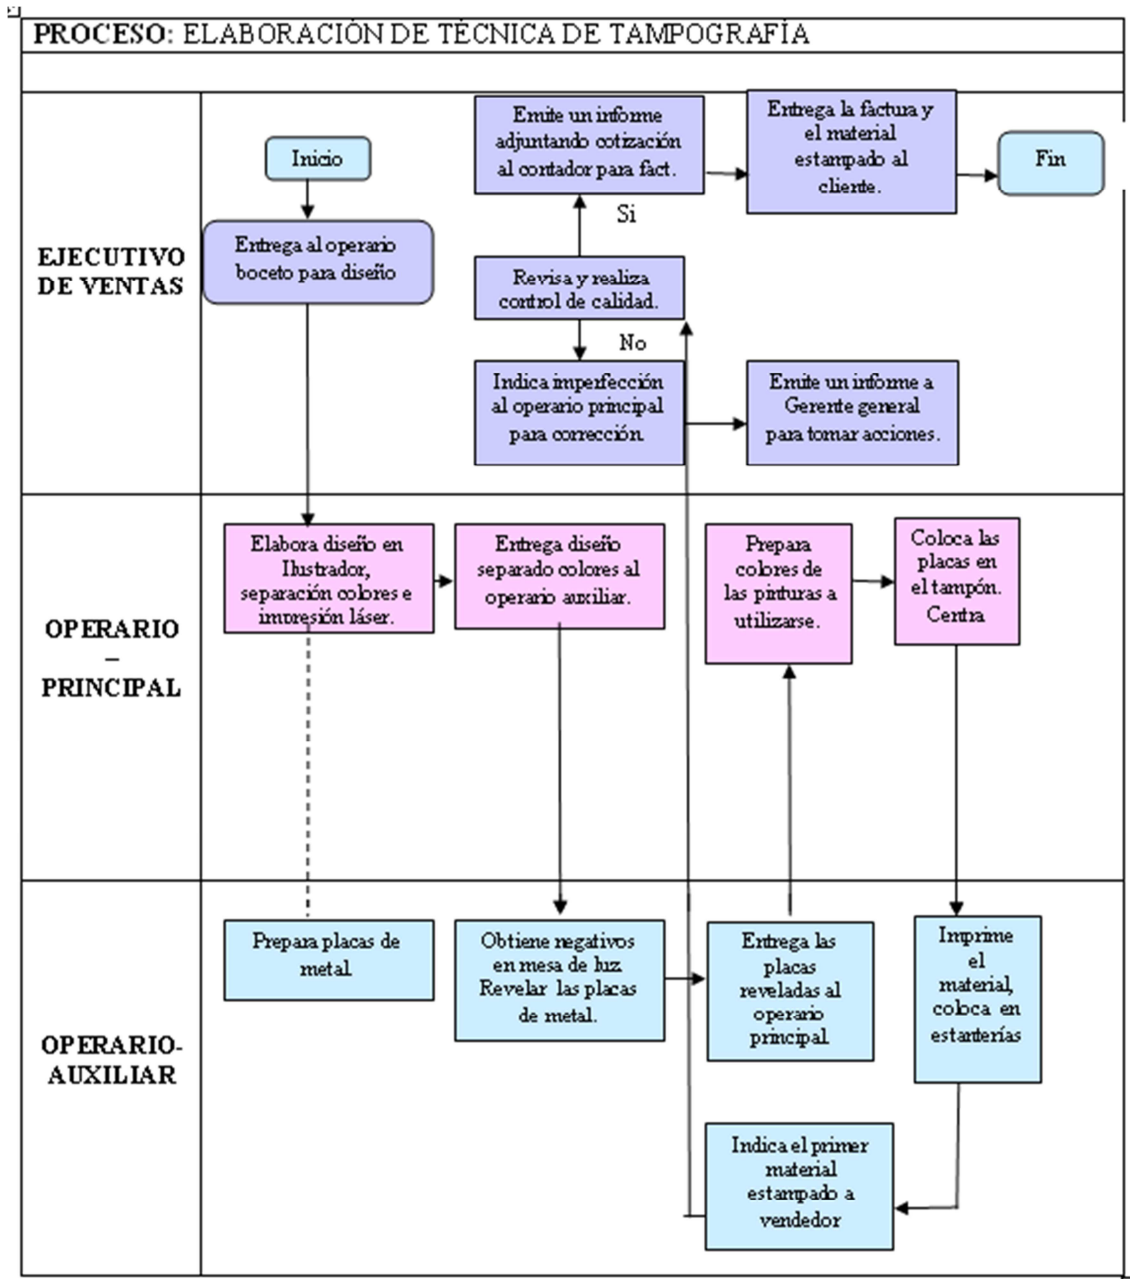 PROCESO: ELABORACIÓN DE TÉCNICA DE TAMPOGRAFÍA
EJECUTIVO
DE VENTAS
Inicio
Entrega al operario
boceto para diseño
Emite un informe
adjuntando cotización
al contador para fact.
Entrega la factura y
el material
estampado al
cliente.
Fin
Si
Revisa y realiza
control de calidad.
No
Indica imperfección
al operario principal
para corrección.
Emite un informe a
Gerente general
para tomar acciones.
OPERARIO
–
PRINCIPAL
Elabora diseño en
Ilustrador,
separación colores e
impresión láser.
Entrega diseño
separado colores al
operario auxiliar.
Prepara
colores de
las pinturas a
utilizarse.
Coloca las
placas en
el tampón.
Centra
OPERARIO-
AUXILIAR
Prepara placas de
metal.
Obtiene negativos
en mesa de luz.
Revelar las placas
de metal.
Entrega las
placas
reveladas al
operario
principal.
Imprime
el
material,
coloca en
estanterías
Indica el primer
material
estampado a
vendedor